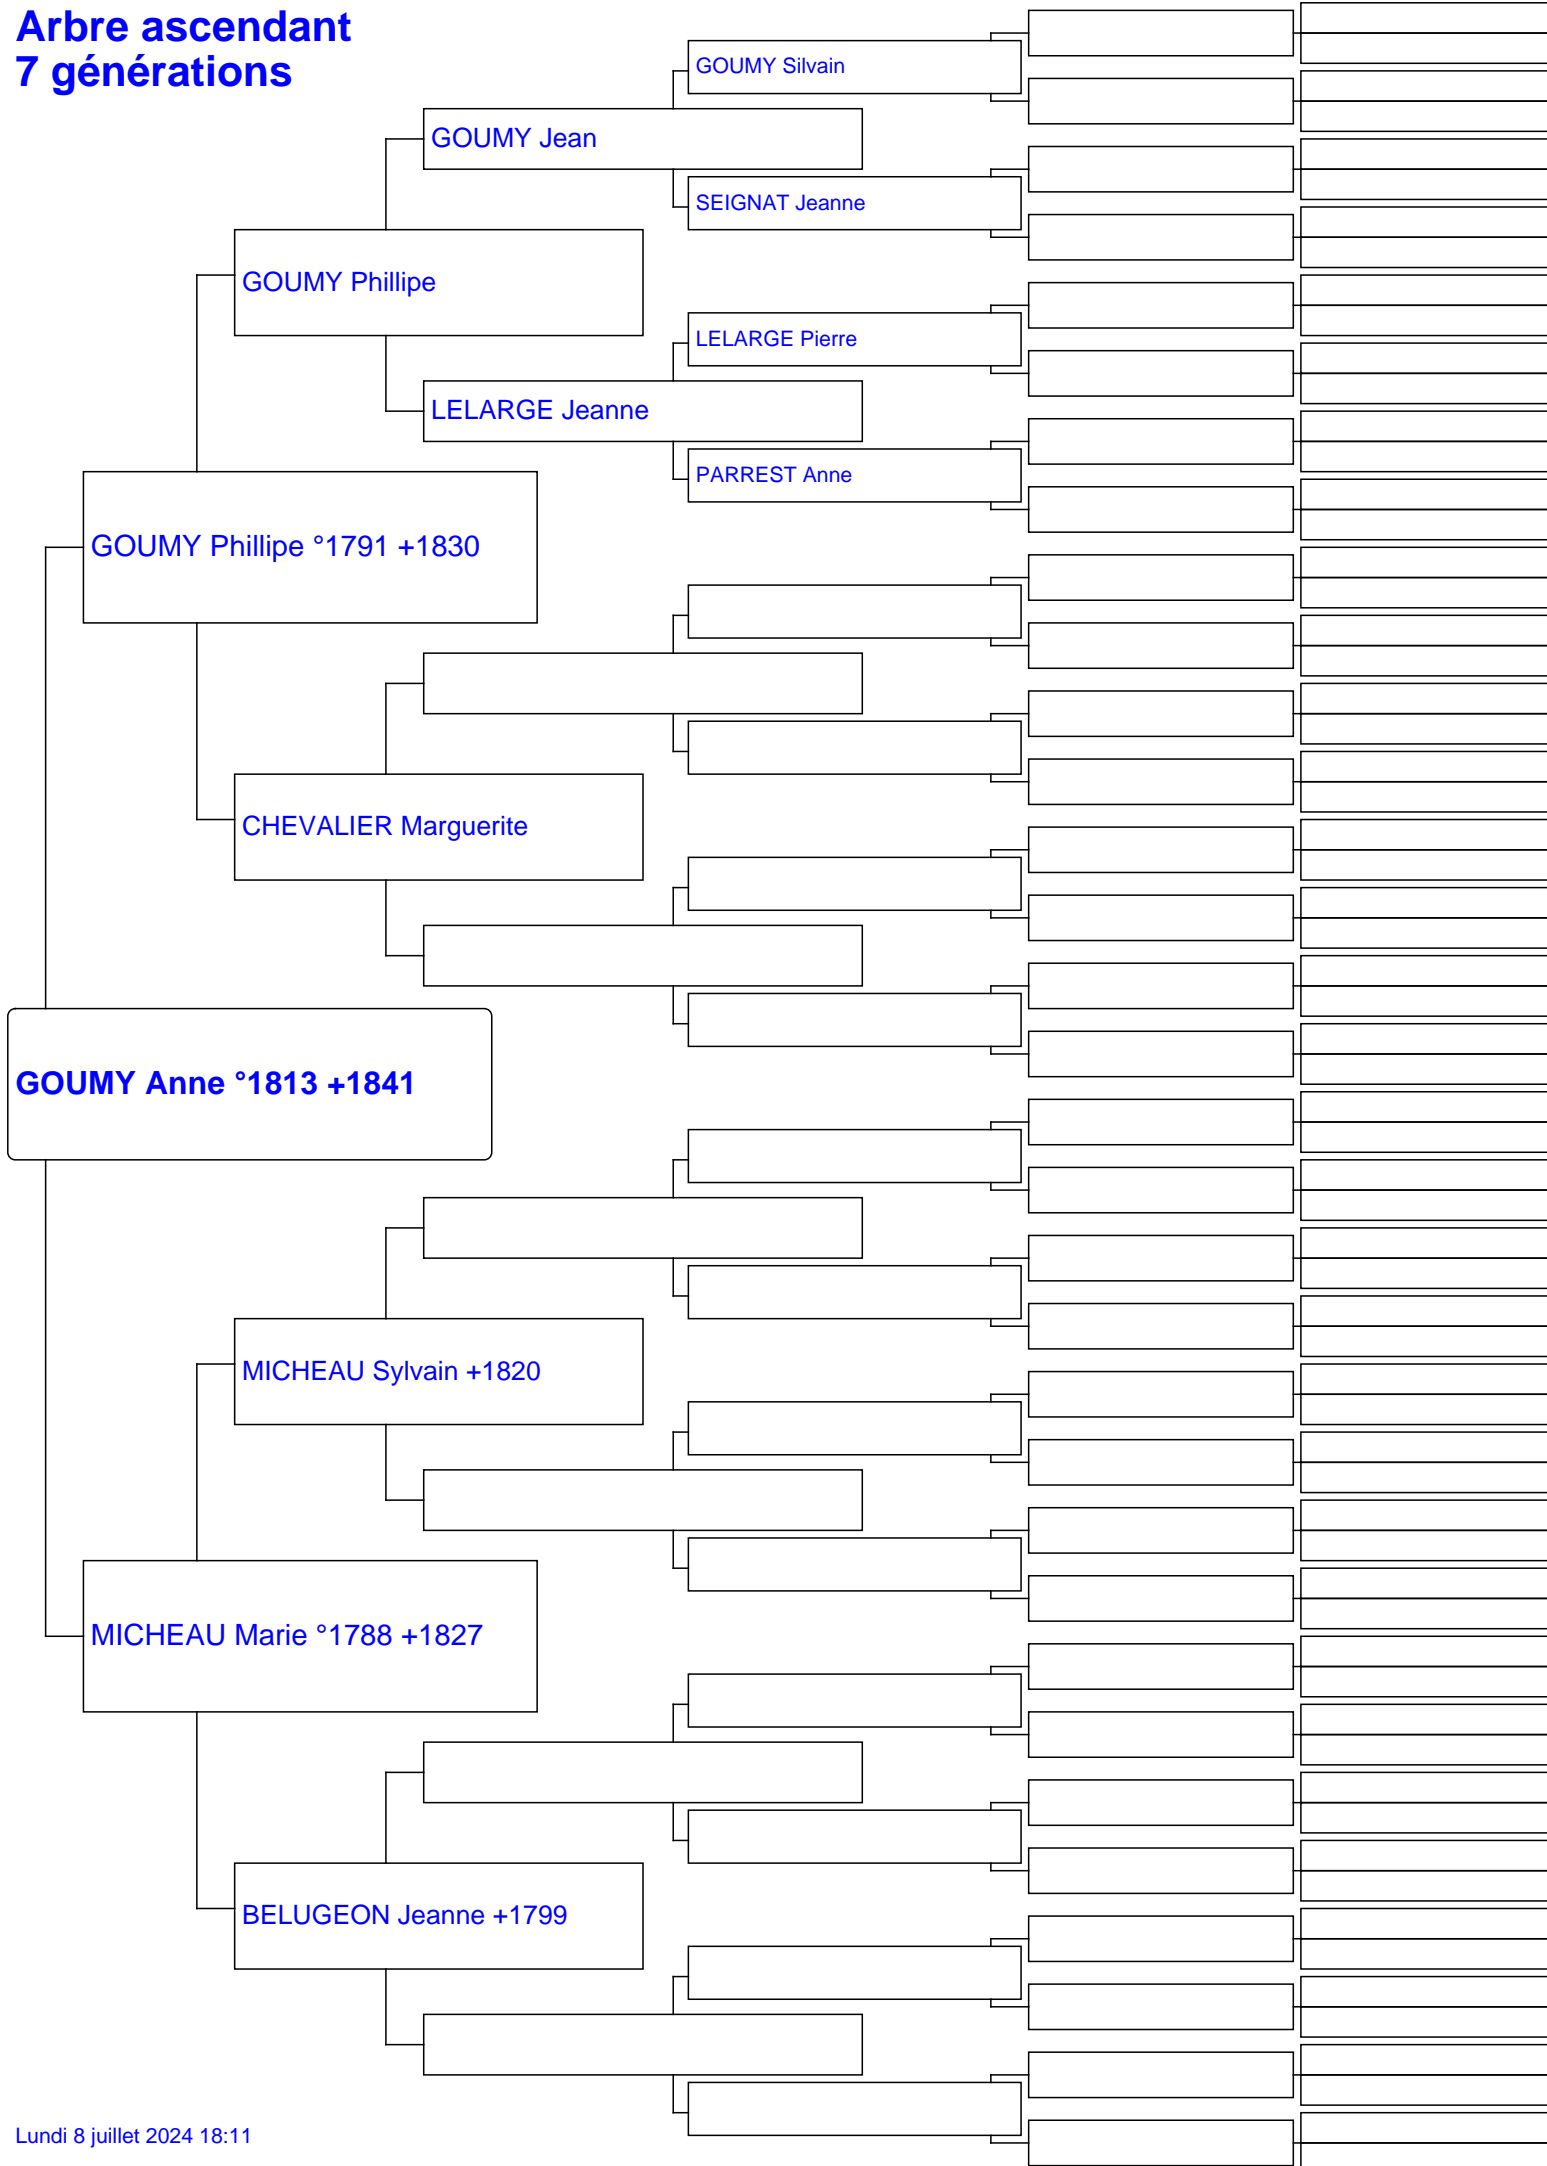 Arbre ascendant
7 générations
GOUMY Silvain
GOUMY Jean
SEIGNAT Jeanne
GOUMY Phillipe
LELARGE Pierre
LELARGE Jeanne
PARREST Anne
GOUMY Phillipe °1791 +1830
CHEVALIER Marguerite
GOUMY Anne °1813 +1841
MICHEAU Sylvain +1820
MICHEAU Marie °1788 +1827
BELUGEON Jeanne +1799
Lundi 8 juillet 2024 18:11